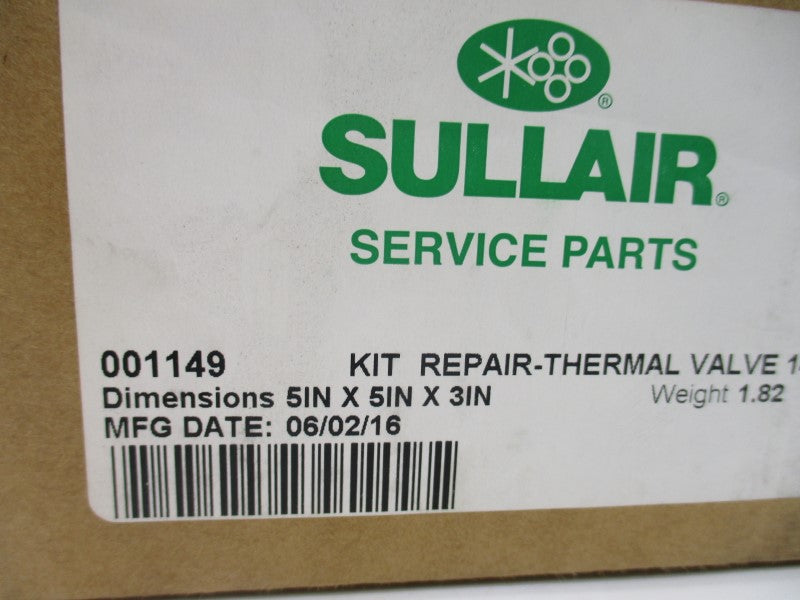 SULLAIR®
SERVICE PARTS
001149 KIT REPAIR-THERMAL VALVE
Dimensions 5IN X 5IN X 3IN Weight 1.82
MFG DATE: 06/02/16